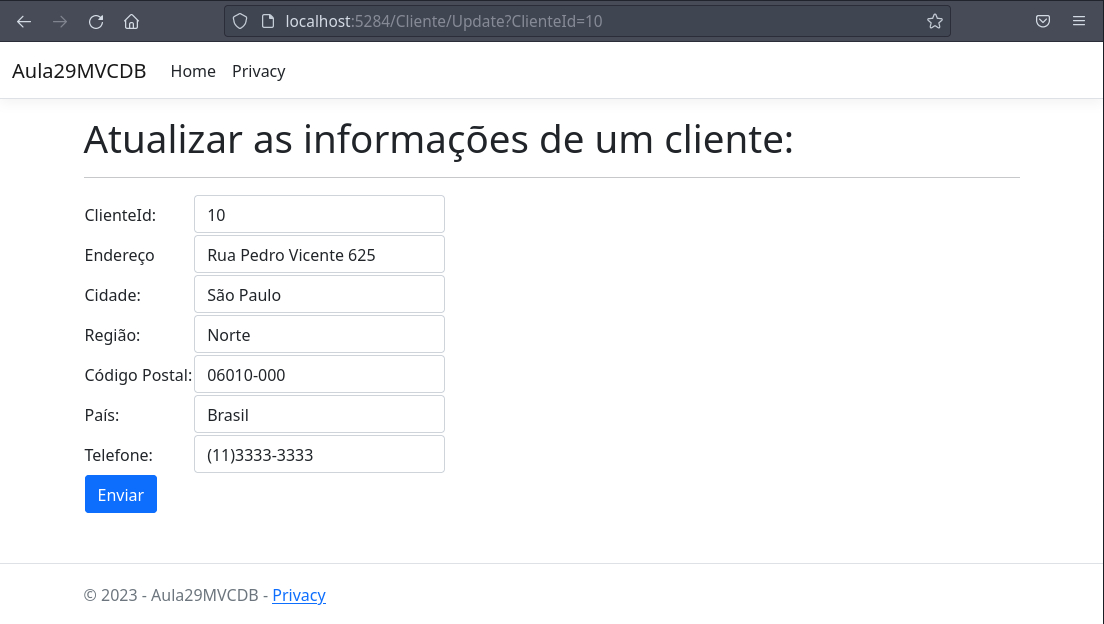 localhost:5284/Cliente/Update?ClienteId=10
Aula29MVCDB Home Privacy
Atualizar as informações de um cliente:
ClienteId: 10
Endereço Rua Pedro Vicente 625
Cidade: São Paulo
Região: Norte
Código Postal: 06010-000
País: Brasil
Telefone: (11)3333-3333
Enviar
© 2023 - Aula29MVCDB - Privacy